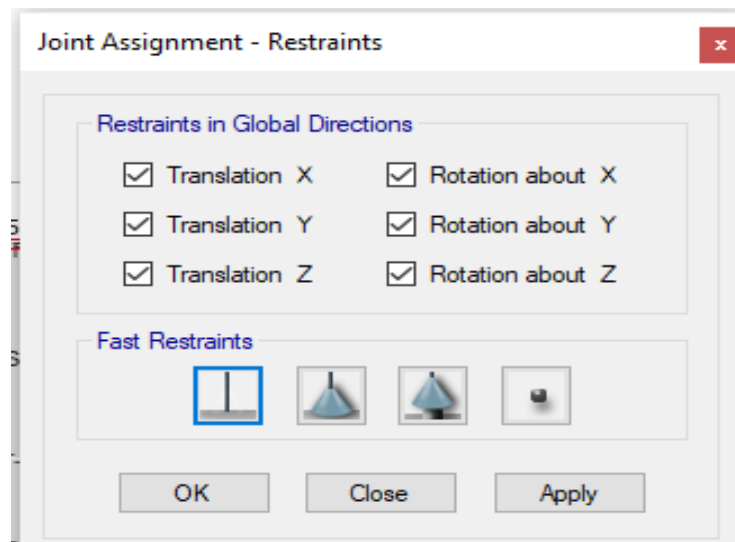 Joint Assignment - Restraints
x
Restraints in Global Directions
Translation X
Rotation about X
Translation Y
Rotation about Y
Translation Z
Rotation about Z
Fast Restraints
OK
Close
Apply